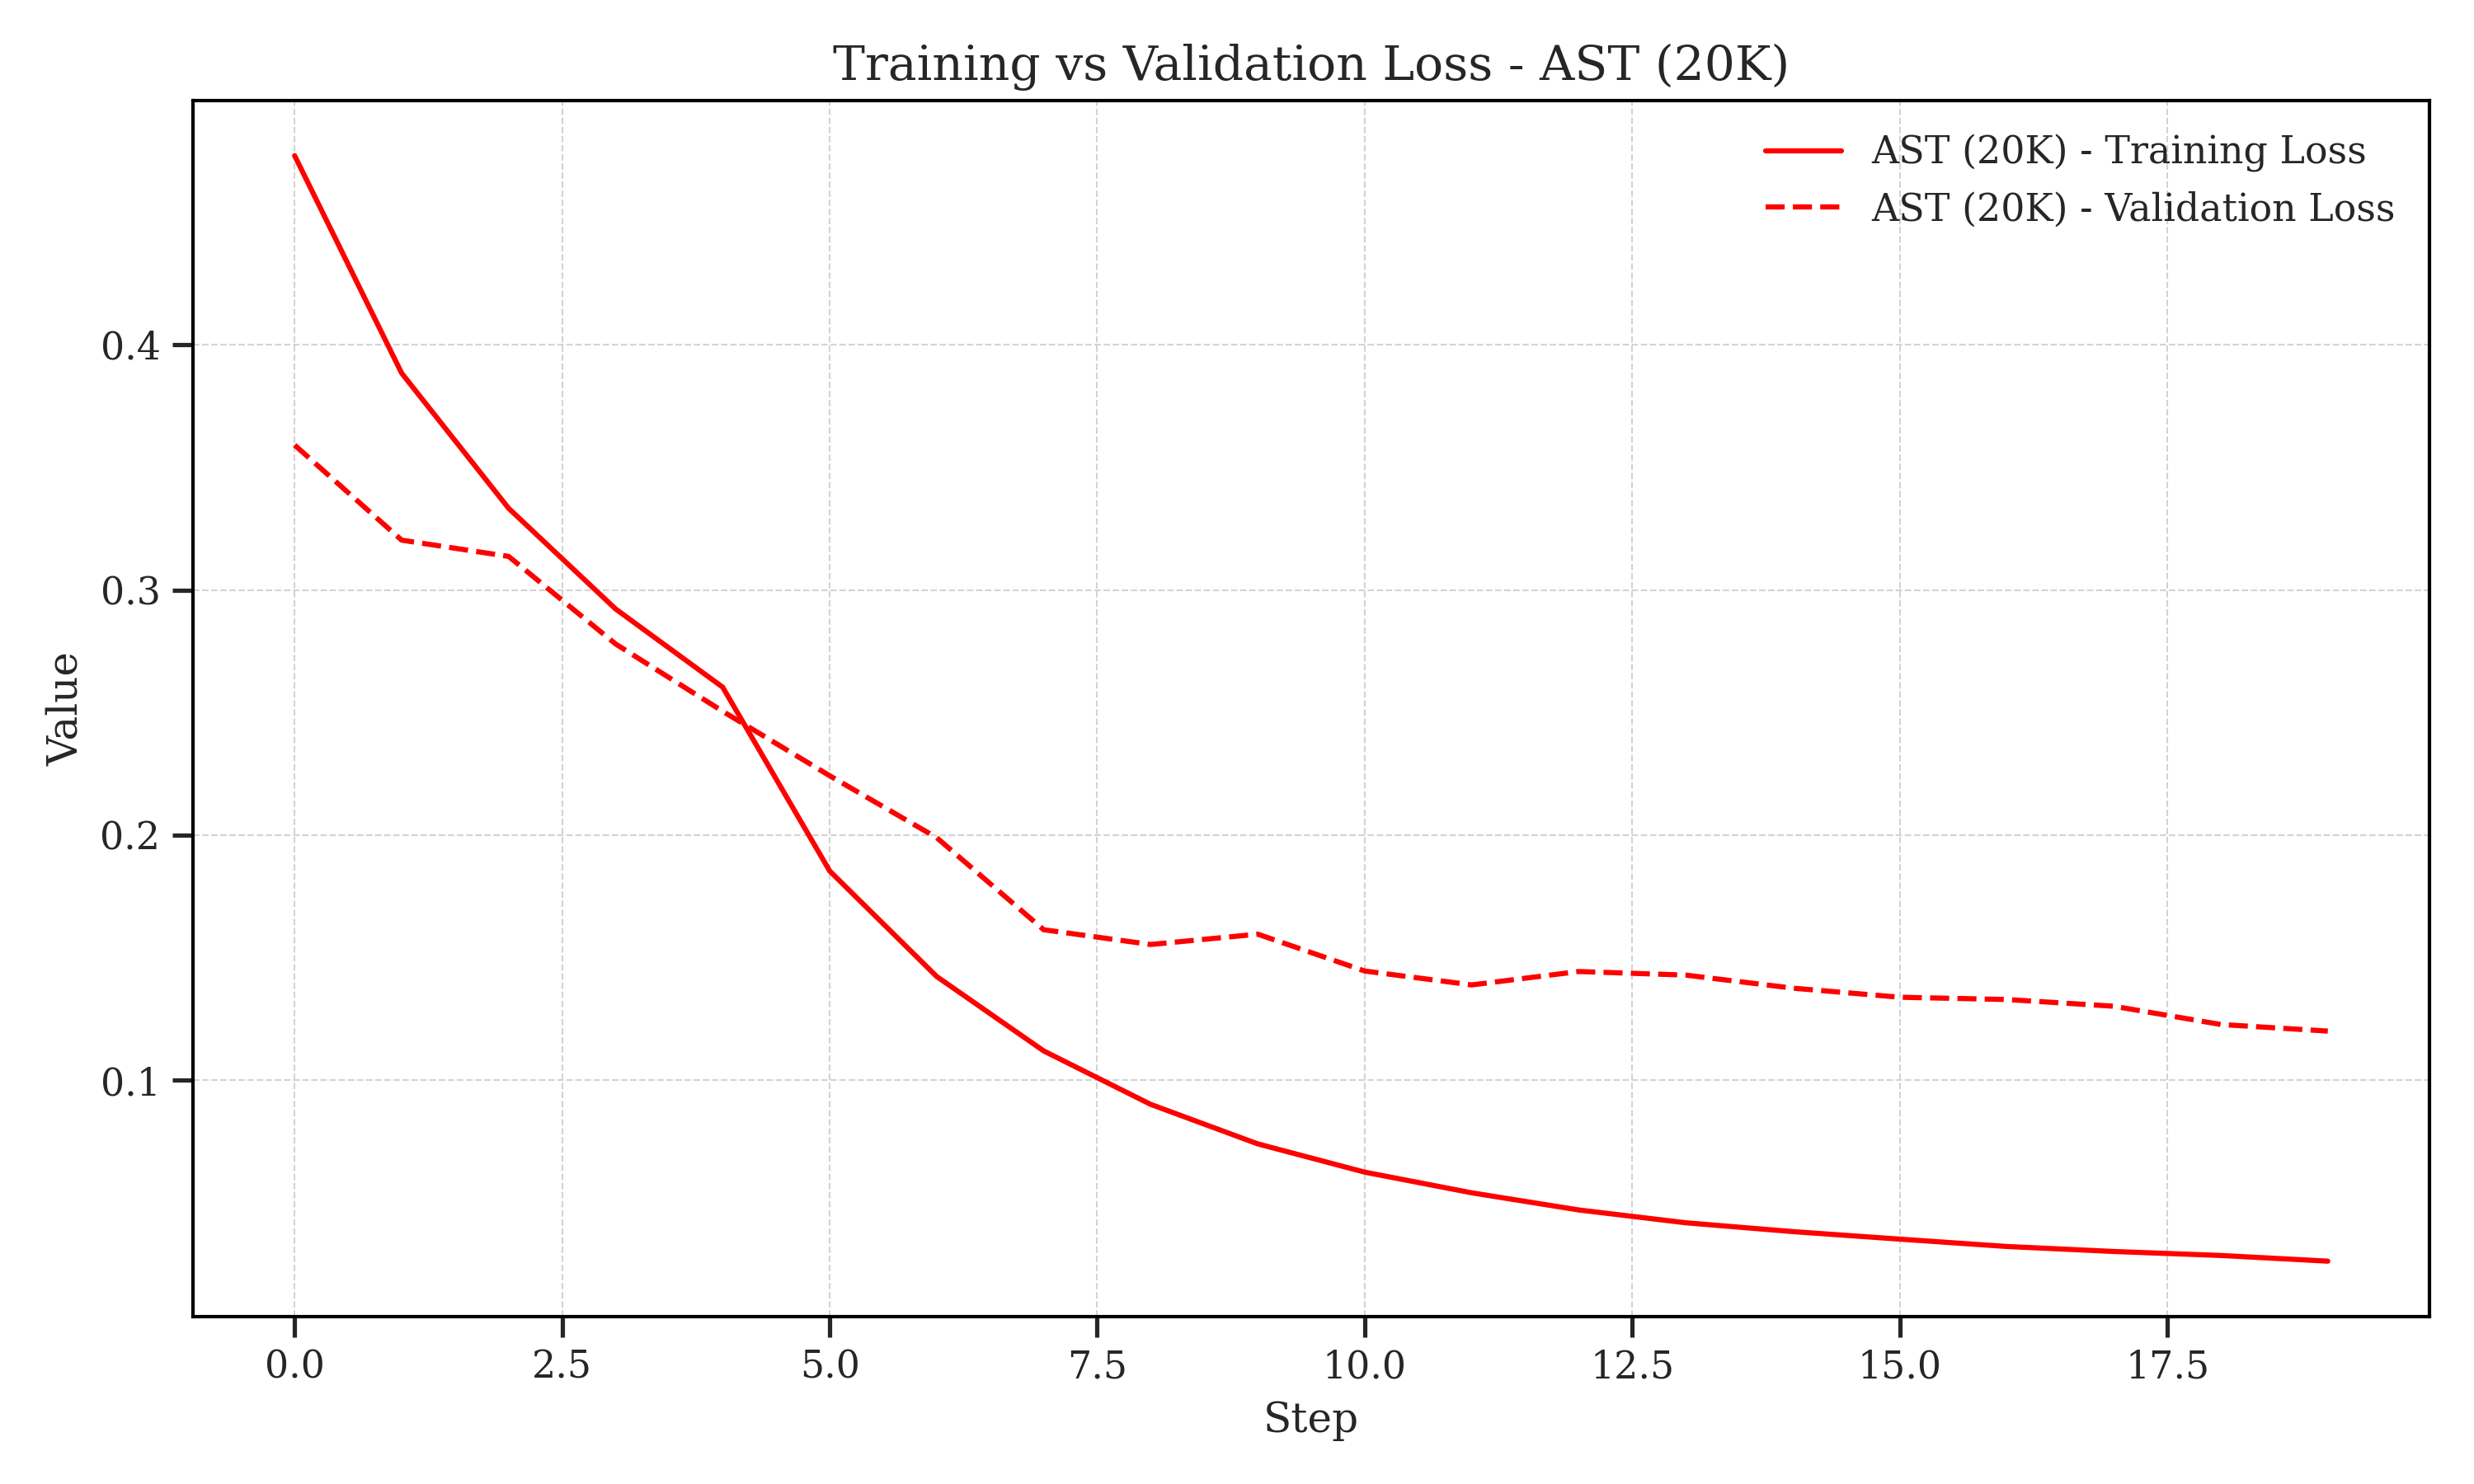 Training vs Validation Loss - AST (20K)
AST (20K) - Training Loss
AST (20K) - Validation Loss
Value
0.4
0.3
0.2
0.1
0.0 2.5 5.0 7.5 10.0 12.5 15.0 17.5
Step